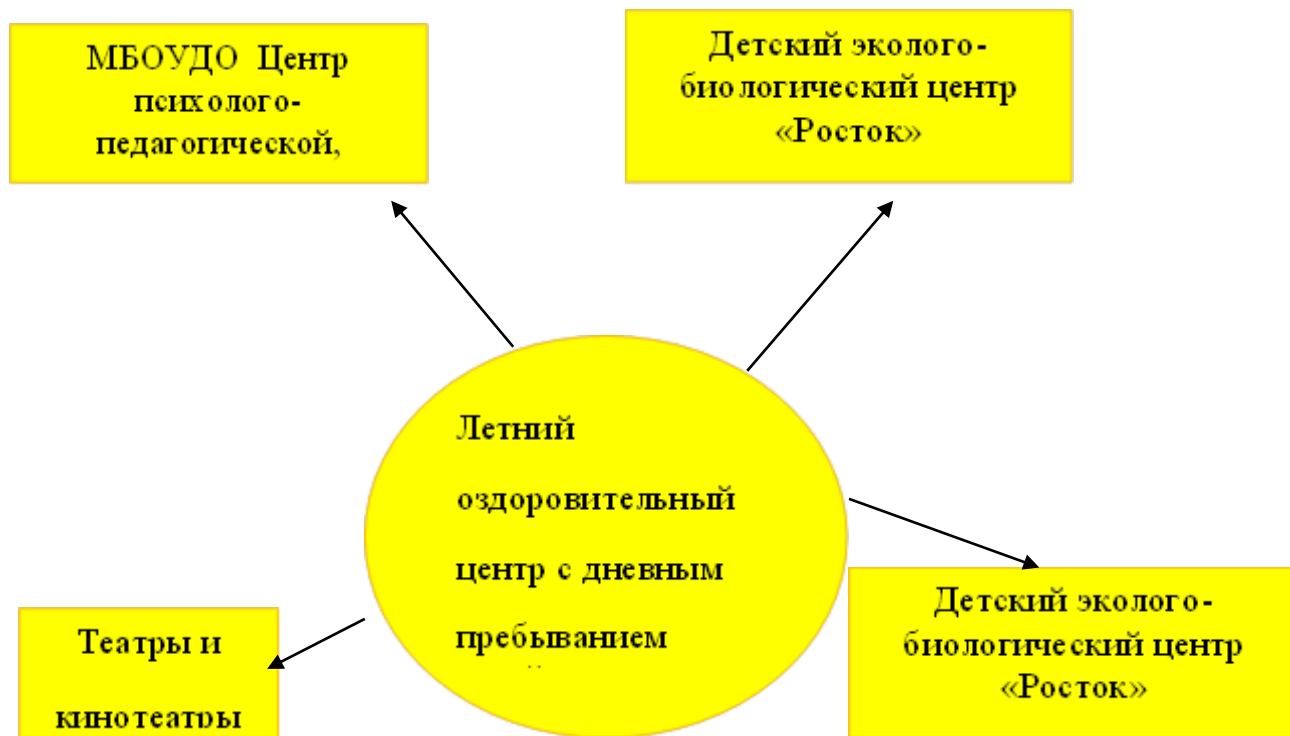 МБОУДО Центр
психолого-
педагогической,
Детский эколого-
биологический центр
«Росток»
Летний
оздоровительный
центр с дневным
пребыванием
Детский эколого-
биологический центр
«Росток»
Театры и
кинотеатры